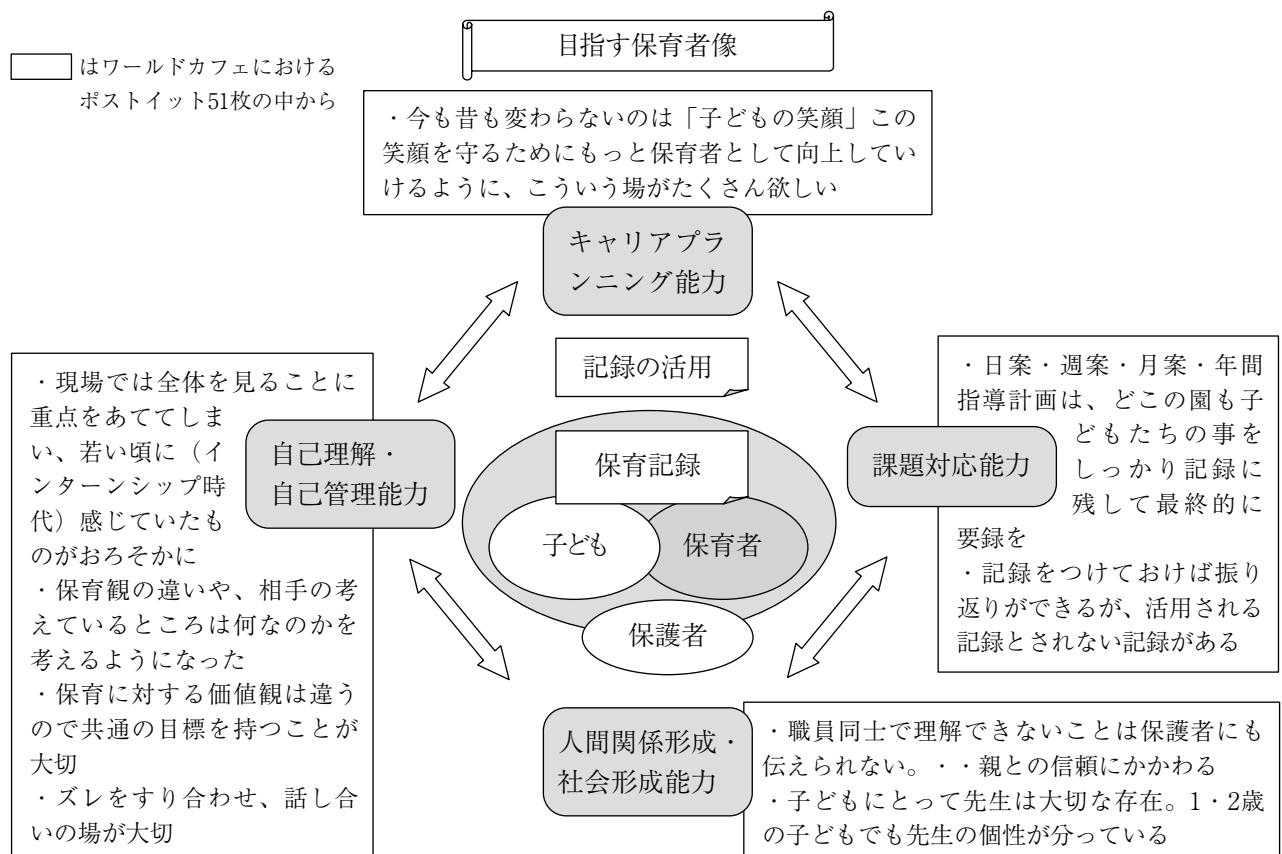 目指す保育者像
はワールドカフェにおける
ポストイット51枚の中から
・今も昔も変わらないのは「子どもの笑顔」この
笑顔を守るためにもっと保育者として向上してい
けるように、こういう場がたくさん欲しい
キャリアプラ
ンニング能力
記録の活用
・現場では全体を見ることに
重点をあててしま
い、若い頃に（イ
ンターンシップ時
代）感じていたも
のがおろそかに
・保育観の違いや、相手の考
えているところは何なのかを
考えるようになった
・保育に対する価値観は違う
ので共通の目標を持つことが
大切
・ズレをすり合わせ、話し合
いの場が大切
自己理解・
自己管理能力
保育記録
子ども
保育者
保護者
課題対応能力
・日案・週案・月案・年間
指導計画は、どこの園も子
どもたちの事を
しっかり記録に
残して最終的に
要録を
・記録をつけておけば振り
返りができるが、活用される
記録とされない記録がある
人間関係形成・
社会形成能力
・職員同士で理解できないことは保護者にも
伝えられない。・・親との信頼にかかわる
・子どもにとって先生は大切な存在。1・2歳
の子どもでも先生の個性が分っている